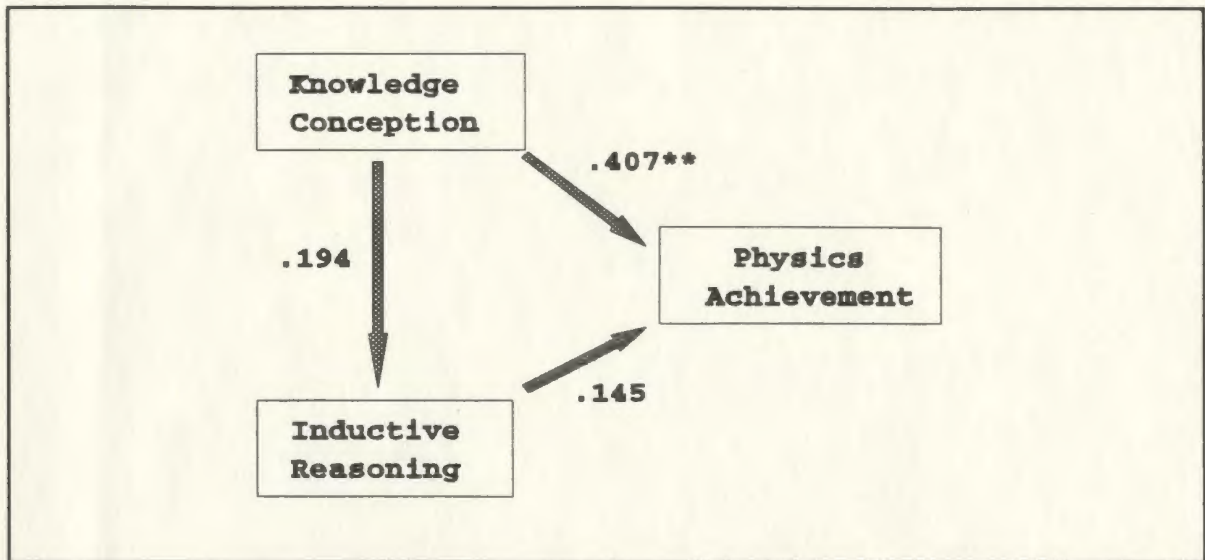 Knowledge
Conception
.407**
.194
Physics
Achievement
.145
Inductive
Reasoning